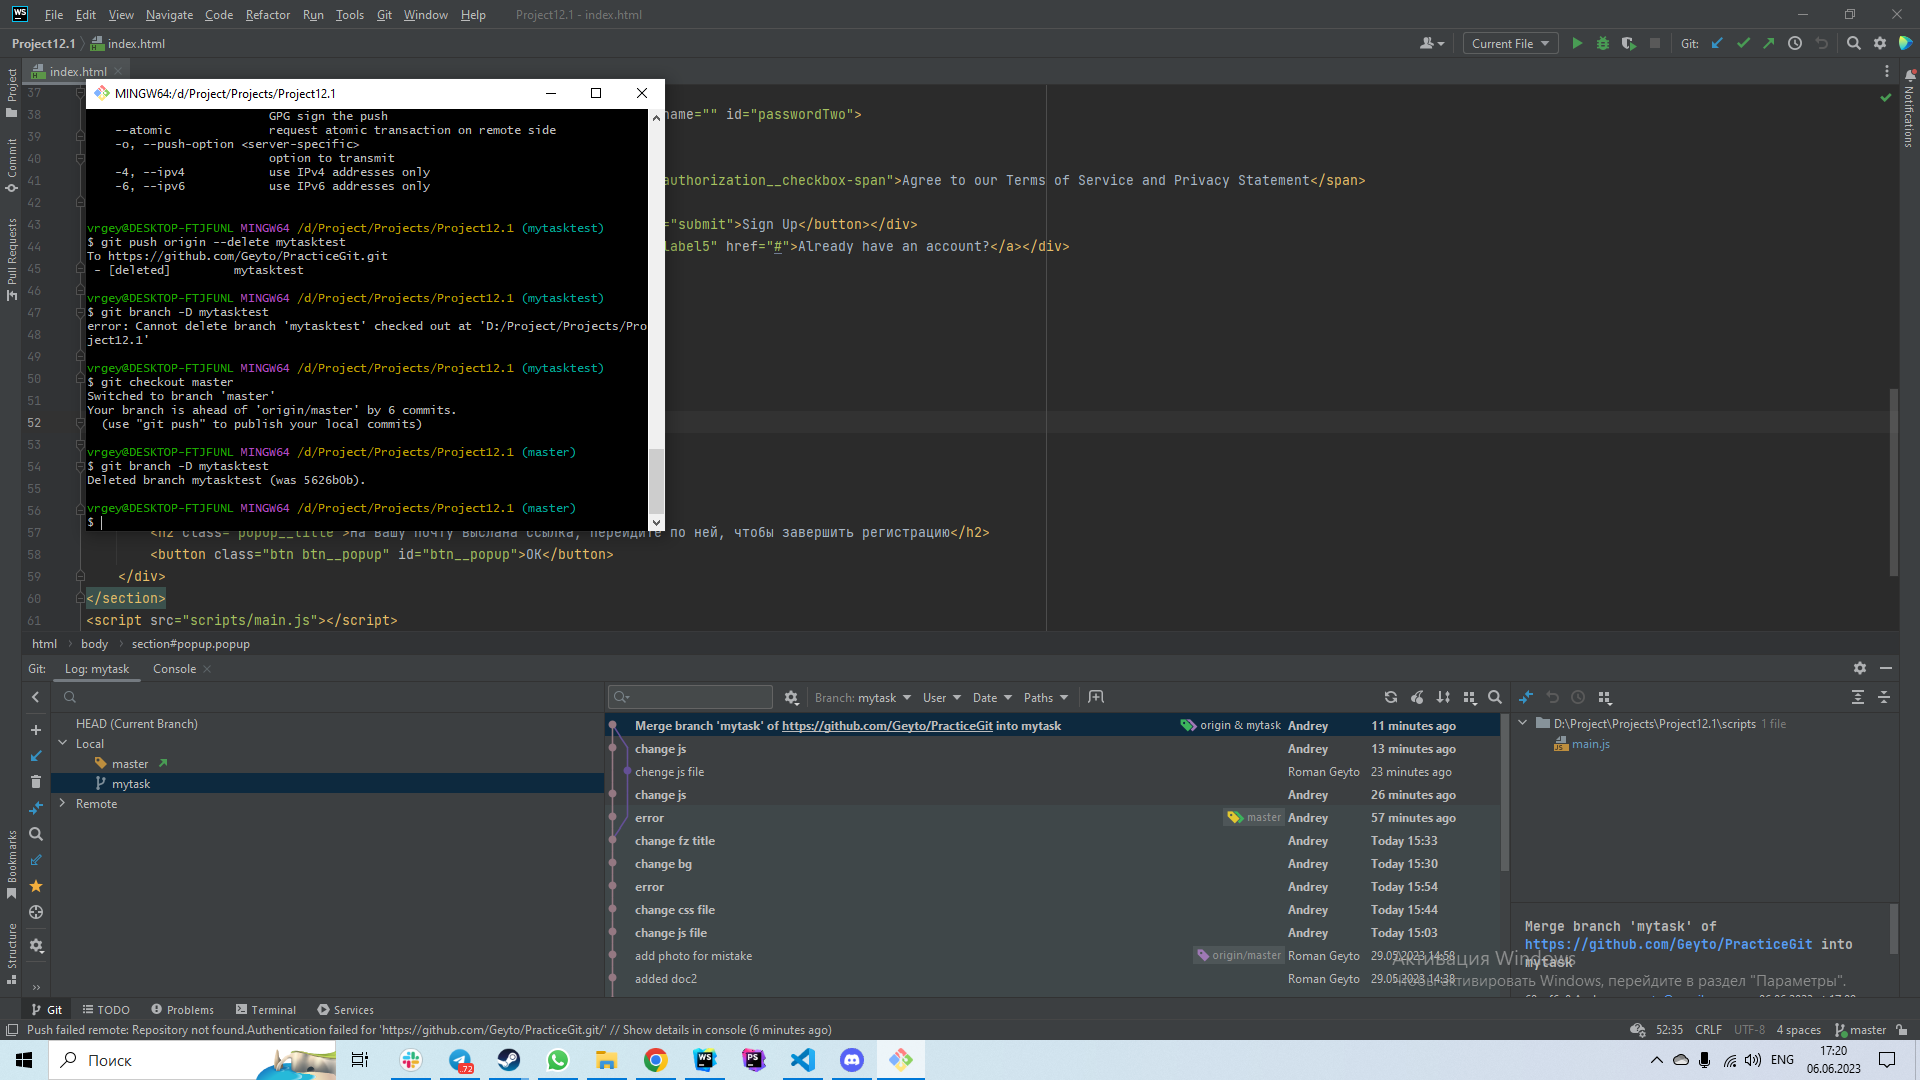 WS File Edit View Navigate Code Refactor Run Tools Git Window Help Project12.1 - index.html
Project12.1 index.html Current File Git:
index.html
Project
Commit
Pull Requests
Bookmarks
Structure
Notifications
MINGW64:/d/Project/Projects/Project12.1
GPG sign the push
--atomic request atomic transaction on remote side
-o, --push-option <server-specific>
option to transmit
-4, --ipv4 use IPv4 addresses only
-6, --ipv6 use IPv6 addresses only
vrgey@DESKTOP-FTJFUNL MINGW64 /d/Project/Projects/Project12.1 (mytasktest)
$ git push origin --delete mytasktest
To https://github.com/Geyto/PracticeGit.git
- [deleted] mytasktest
vrgey@DESKTOP-FTJFUNL MINGW64 /d/Project/Projects/Project12.1 (mytasktest)
$ git branch -D mytasktest
error: Cannot delete branch 'mytasktest' checked out at 'D:/Project/Projects/Pro
ject12.1'
vrgey@DESKTOP-FTJFUNL MINGW64 /d/Project/Projects/Project12.1 (mytasktest)
$ git checkout master
Switched to branch 'master'
Your branch is ahead of 'origin/master' by 6 commits.
(use "git push" to publish your local commits)
vrgey@DESKTOP-FTJFUNL MINGW64 /d/Project/Projects/Project12.1 (master)
$ git branch -D mytasktest
Deleted branch mytasktest (was 5626b0b).
vrgey@DESKTOP-FTJFUNL MINGW64 /d/Project/Projects/Project12.1 (master)
$
37
38 name="" id="passwordTwo">
39
40
41 authorization__checkbox-span">Agree to our Terms of Service and Privacy Statement</span>
42
43 ="submit">Sign Up</button></div>
44 label5" href="#">Already have an account?</a></div>
45
46
47
48
49
50
51
52
53
54
55
56
57 <h2 class="popup__title">На вашу почту выслана ссылка, перейдите по ней, чтобы завершить регистрацию</h2>
58 <button class="btn btn__popup" id="btn__popup">OK</button>
59 </div>
60 </section>
61 <script src="scripts/main.js"></script>
html body section#popup.popup
Git: Log: mytask Console
Branch: mytask User Date Paths
HEAD (Current Branch)
Local
master
mytask
Remote
Merge branch 'mytask' of https://github.com/Geyto/PracticeGit into mytask origin & mytask Andrey 11 minutes ago
change js Andrey 13 minutes ago
chenge js file Roman Geyto 23 minutes ago
change js Andrey 26 minutes ago
error master Andrey 57 minutes ago
change fz title Andrey Today 15:33
change bg Andrey Today 15:30
error Andrey Today 15:54
change css file Andrey Today 15:44
change js file Andrey Today 15:03
add photo for mistake origin/master Roman Geyto 29.05.2023 14:58
added doc2 Roman Geyto 29.05.2023 14:38
D:\Project\Projects\Project12.1\scripts 1 file
main.js
Merge branch 'mytask' of
https://github.com/Geyto/PracticeGit into
mytask
Активация Windows
Чтобы активировать Windows, перейдите в раздел "Параметры".
Git TODO Problems Terminal Services
Push failed remote: Repository not found.Authentication failed for 'https://github.com/Geyto/PracticeGit.git/' // Show details in console (6 minutes ago) 52:35 CRLF UTF-8 4 spaces master
Поиск 72 WS PS ENG 17:20
06.06.2023